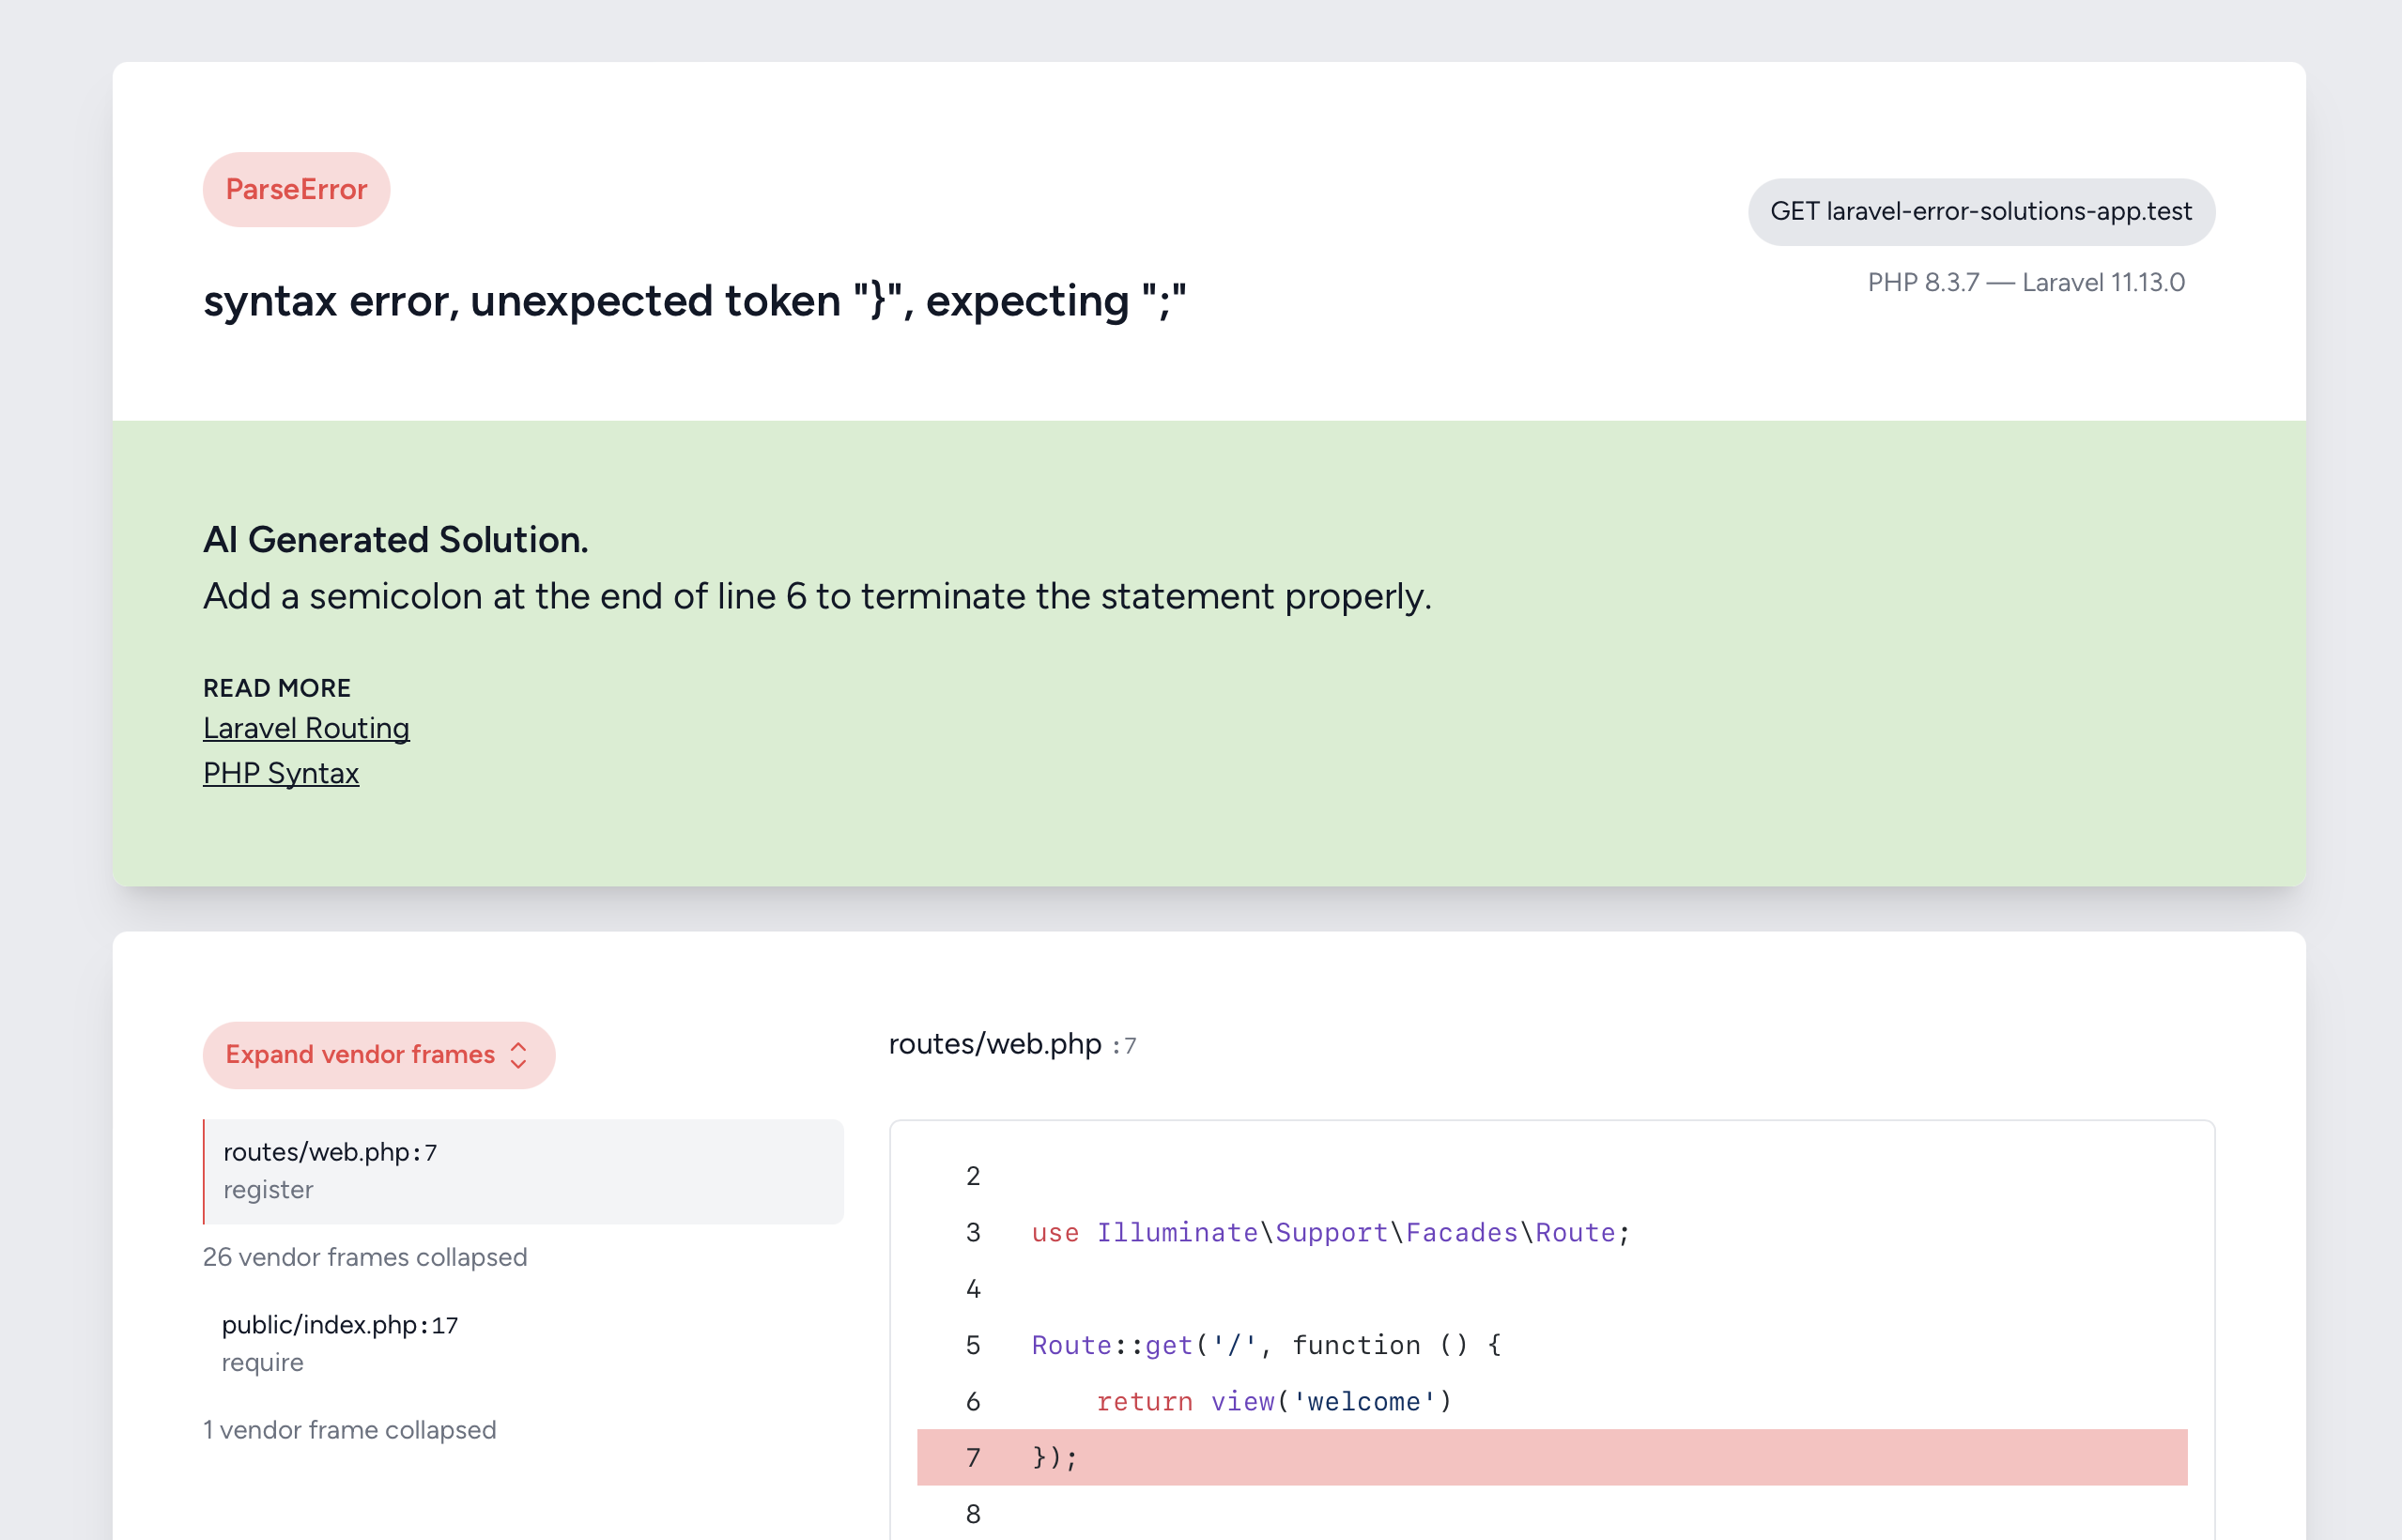 ParseError
GET laravel-error-solutions-app.test
PHP 8.3.7 — Laravel 11.13.0
syntax error, unexpected token "}", expecting ";"
AI Generated Solution.
Add a semicolon at the end of line 6 to terminate the statement properly.
READ MORE
Laravel Routing
PHP Syntax
Expand vendor frames
routes/web.php:7
register
26 vendor frames collapsed
public/index.php:17
require
1 vendor frame collapsed
routes/web.php :7
2
3 use Illuminate\Support\Facades\Route;
4
5 Route::get('/', function () {
6     return view('welcome')
7 });
8